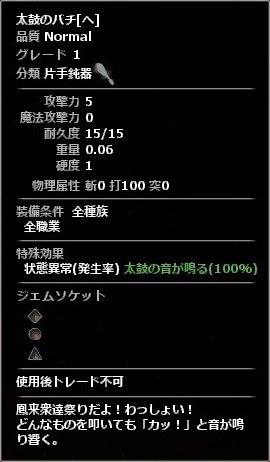 太鼓のバチ[へ]
品質 Normal
グレード 1
分類 片手鈍器
攻撃力 5
魔法攻撃力 0
耐久度 15/15
重量 0.06
硬度 1
物理属性 斬0 打100 突0
装備条件 全種族
全職業
特殊効果
状態異常(発生率) 太鼓の音が鳴る(100%)
ジェムソケット
使用後トレード不可
風来衆達祭りだよ！わっしょい！
どんなものを叩いても「カッ！」と音が鳴
り響く。